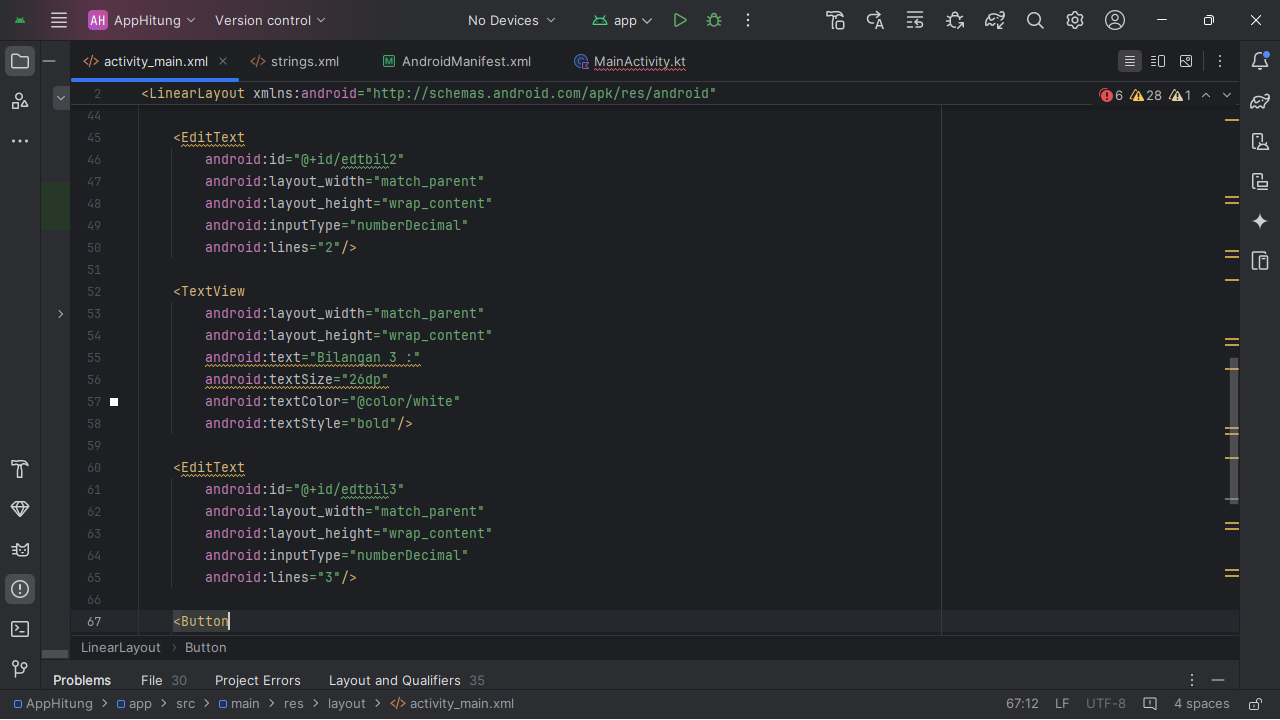 AH AppHitung Version control No Devices app
activity_main.xml strings.xml AndroidManifest.xml MainActivity.kt
2 <LinearLayout xmlns:android="http://schemas.android.com/apk/res/android" 6 28 1
44
45 <EditText
46 android:id="@+id/edtbil2"
47 android:layout_width="match_parent"
48 android:layout_height="wrap_content"
49 android:inputType="numberDecimal"
50 android:lines="2"/>
51
52 <TextView
53 android:layout_width="match_parent"
54 android:layout_height="wrap_content"
55 android:text="Bilangan 3 :"
56 android:textSize="26dp"
57 android:textColor="@color/white"
58 android:textStyle="bold"/>
59
60 <EditText
61 android:id="@+id/edtbil3"
62 android:layout_width="match_parent"
63 android:layout_height="wrap_content"
64 android:inputType="numberDecimal"
65 android:lines="3"/>
66
67 <Button
LinearLayout › Button
Problems File 30 Project Errors Layout and Qualifiers 35
AppHitung > app > src > main > res > layout > activity_main.xml 67:12 LF UTF-8 4 spaces